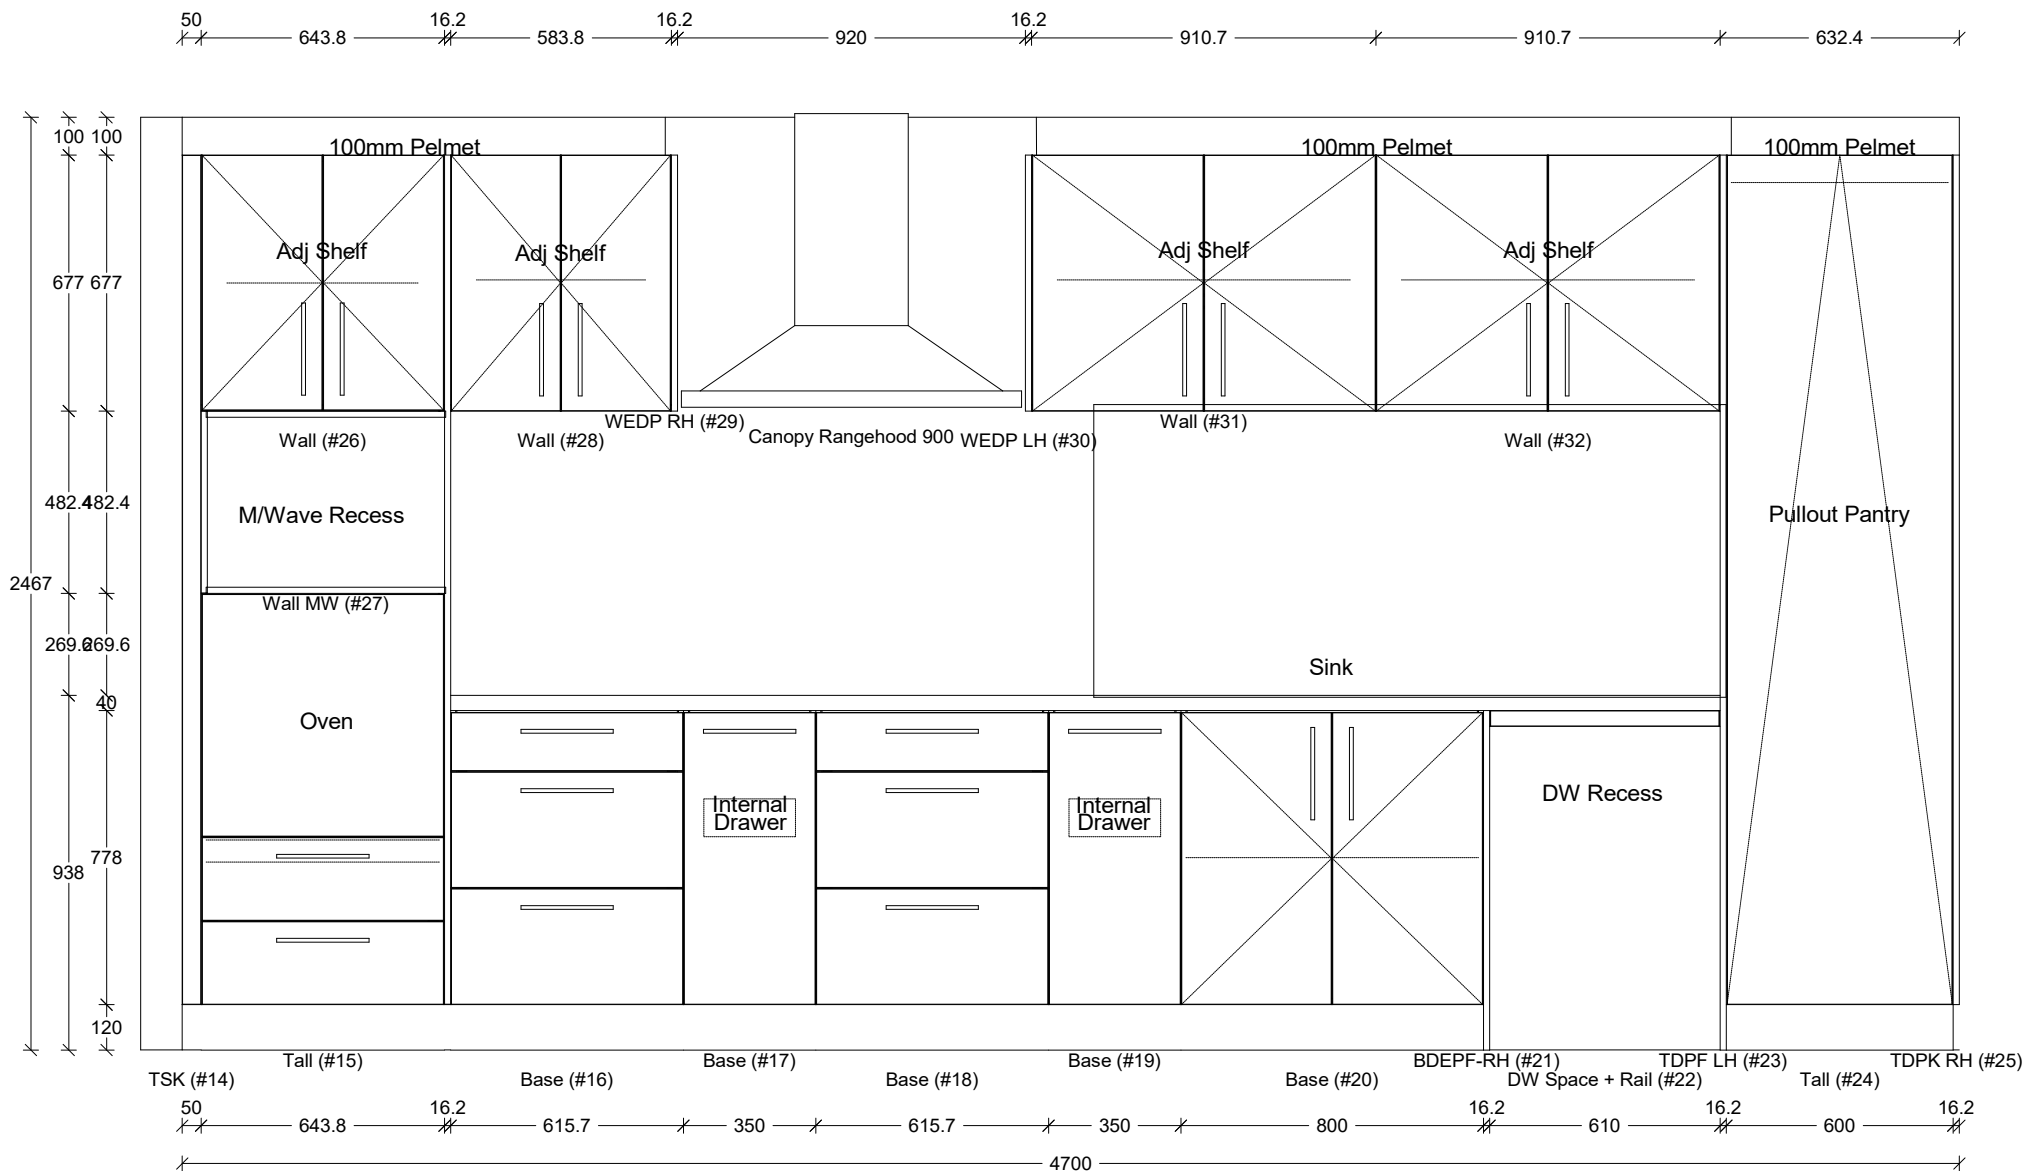 50 16.2 16.2 16.2
643.8 583.8 920 910.7 910.7 632.4
100 100
100mm Pelmet 100mm Pelmet 100mm Pelmet
Adj Shelf Adj Shelf Adj Shelf Adj Shelf
677 677
WEDP RH (#29) Wall (#31)
Wall (#26) Wall (#28) Canopy Rangehood 900 WEDP LH (#30) Wall (#32)
482.4 482.4
M/Wave Recess Pullout Pantry
2467
Wall MW (#27)
269.6 269.6
Sink
40
Oven
DW Recess
Internal Internal
Drawer Drawer
778
938
120
Tall (#15) Base (#17) Base (#19) BDEPF-RH (#21) TDPF LH (#23) TDPK RH (#25)
TSK (#14) Base (#16) Base (#18) Base (#20) DW Space + Rail (#22) Tall (#24)
50 16.2 16.2 16.2 16.2
643.8 615.7 350 615.7 350 800 610 600
4700